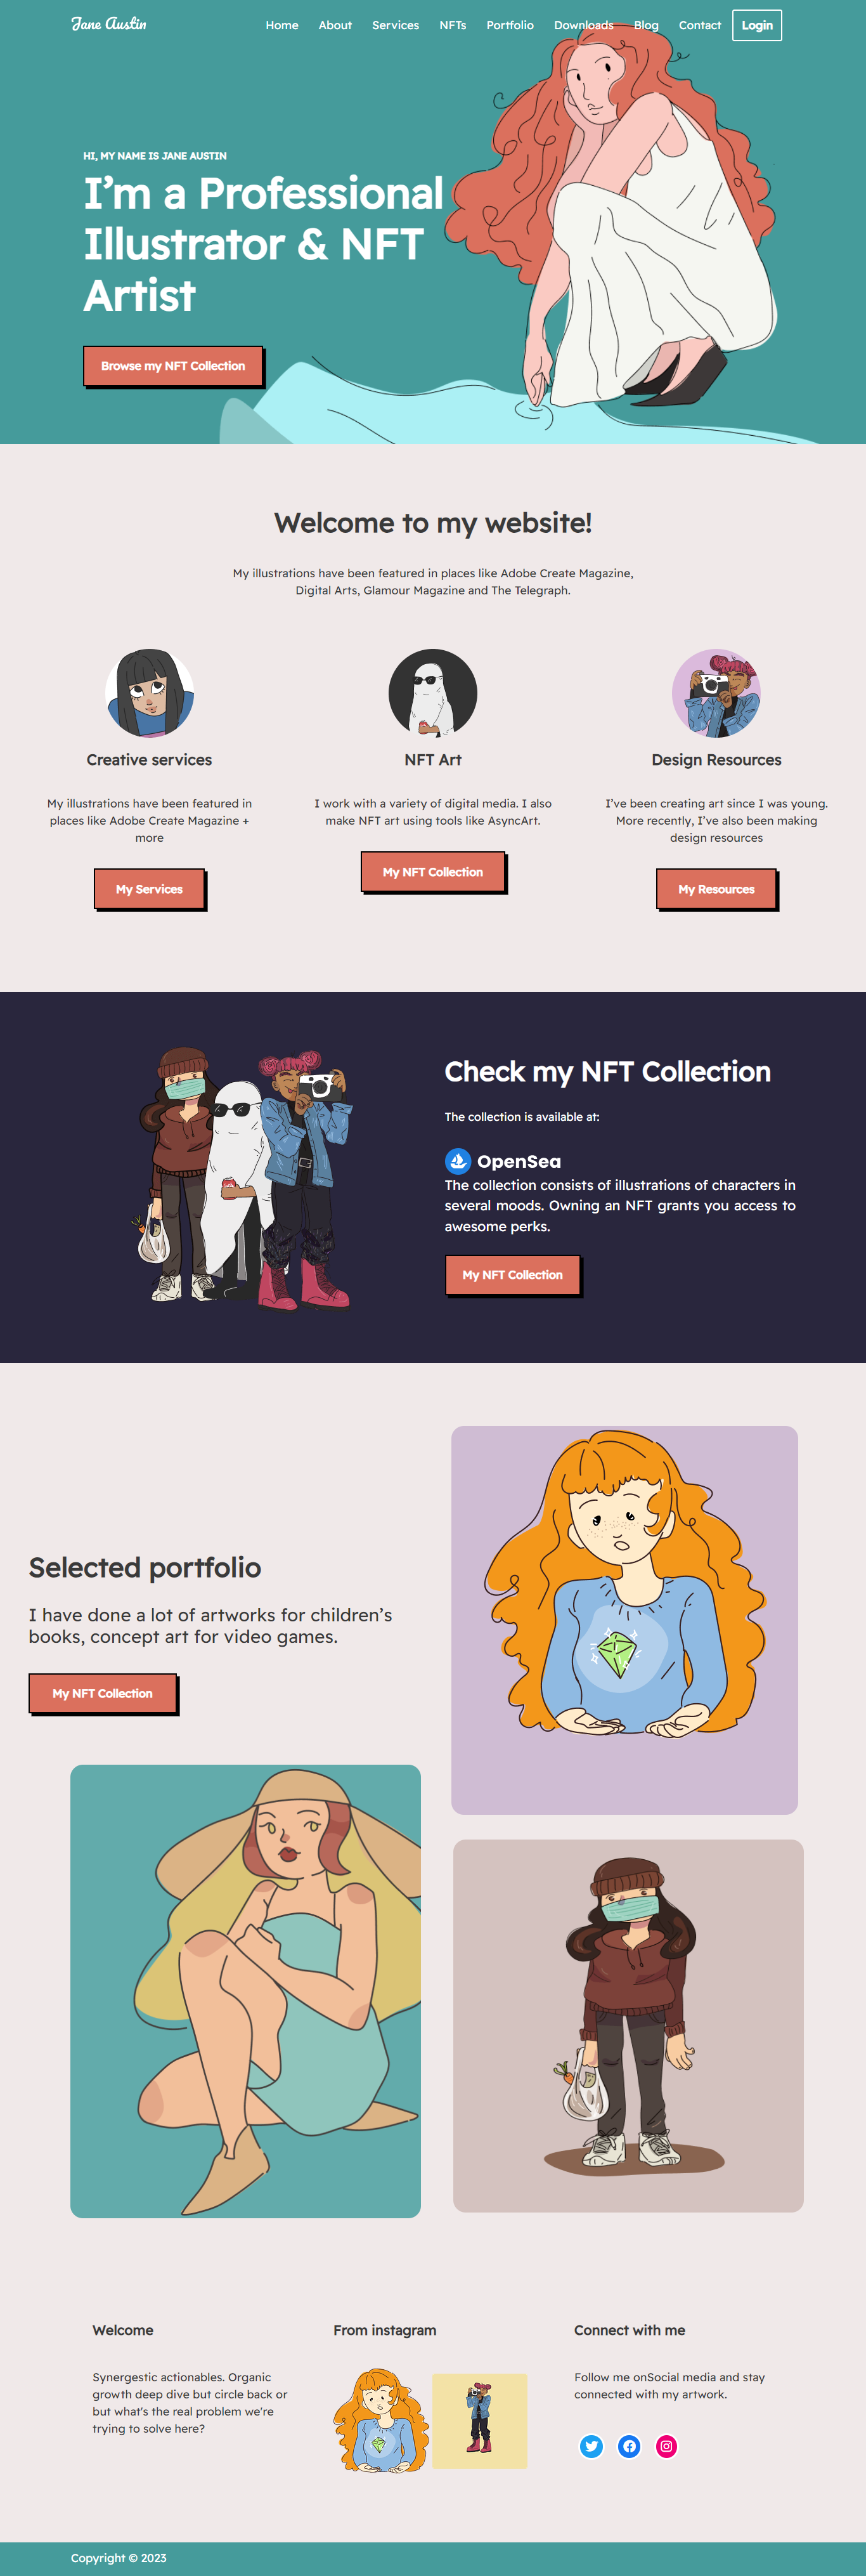 Jane Austin
Home About Services NFTs Portfolio Downloads Blog Contact Login
HI, MY NAME IS JANE AUSTIN
I'm a Professional
Illustrator & NFT
Artist
Browse my NFT Collection
Welcome to my website!
My illustrations have been featured in places like Adobe Create Magazine,
Digital Arts, Glamour Magazine and The Telegraph.
Creative services
My illustrations have been featured in
places like Adobe Create Magazine +
more
My Services
NFT Art
I work with a variety of digital media. I also
make NFT art using tools like AsyncArt.
My NFT Collection
Design Resources
I've been creating art since I was young.
More recently, I've also been making
design resources
My Resources
Check my NFT Collection
The collection is available at:
OpenSea
The collection consists of illustrations of characters in
several moods. Owning an NFT grants you access to
awesome perks.
My NFT Collection
Selected portfolio
I have done a lot of artworks for children's
books, concept art for video games.
My NFT Collection
Welcome
Synergestic actionables. Organic
growth deep dive but circle back or
but what's the real problem we're
trying to solve here?
From instagram
Connect with me
Follow me onSocial media and stay
connected with my artwork.
Copyright © 2023